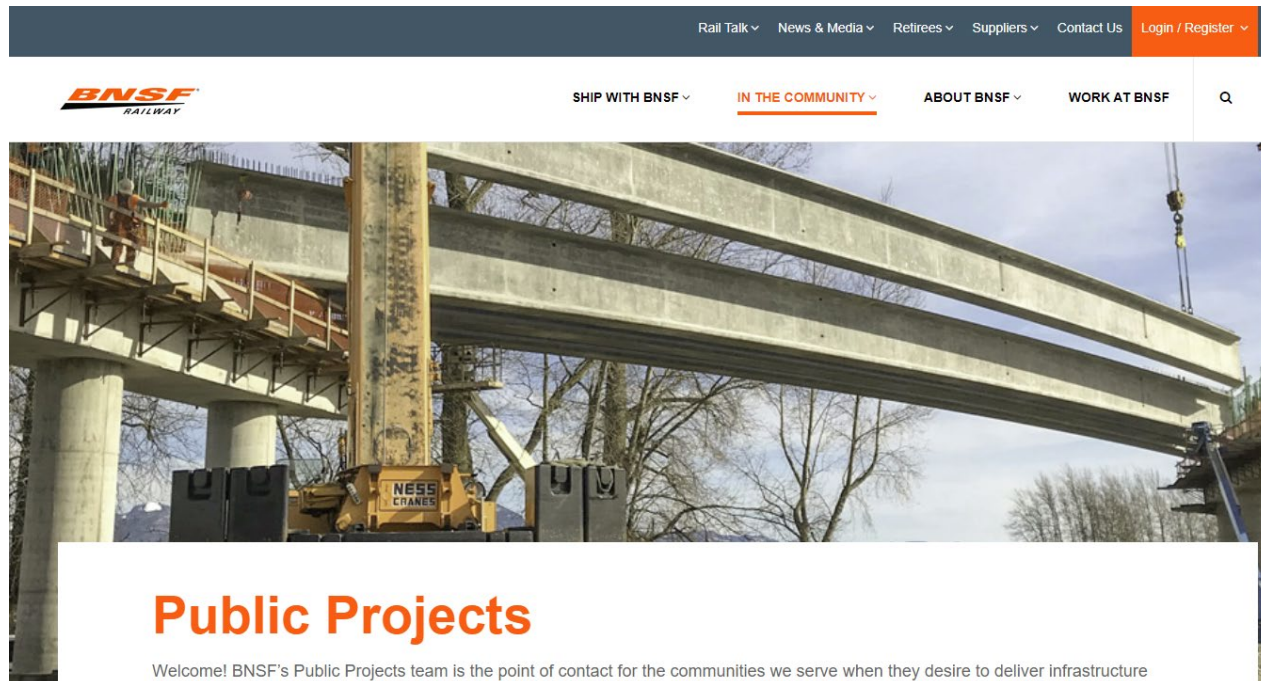 Rail Talk News & Media Retirees Suppliers Contact Us Login / Register
BNSF
RAILWAY
SHIP WITH BNSF IN THE COMMUNITY ABOUT BNSF WORK AT BNSF
NESS
CRANES
Public Projects
Welcome! BNSF's Public Projects team is the point of contact for the communities we serve when they desire to deliver infrastructure